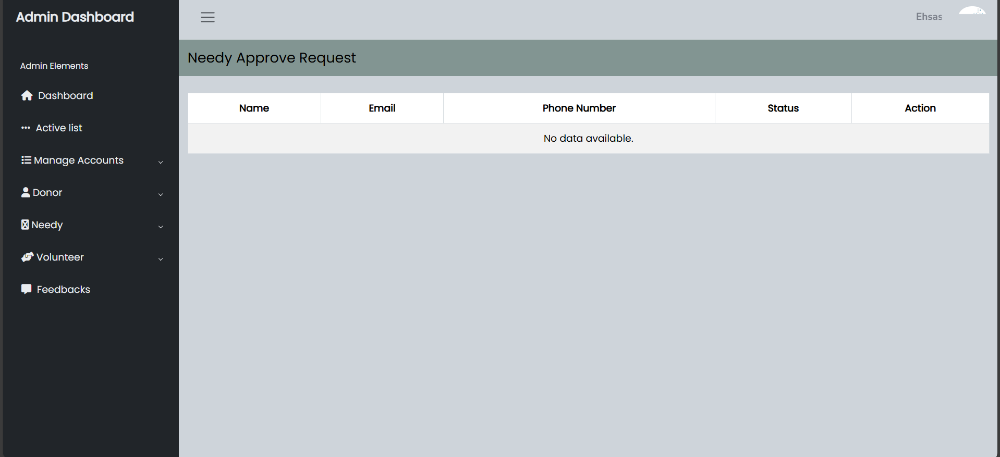 Admin Dashboard
Ehsas
Admin Elements
Dashboard
Active list
Manage Accounts
Donor
Needy
Volunteer
Feedbacks
Needy Approve Request
Name Email Phone Number Status Action
No data available.